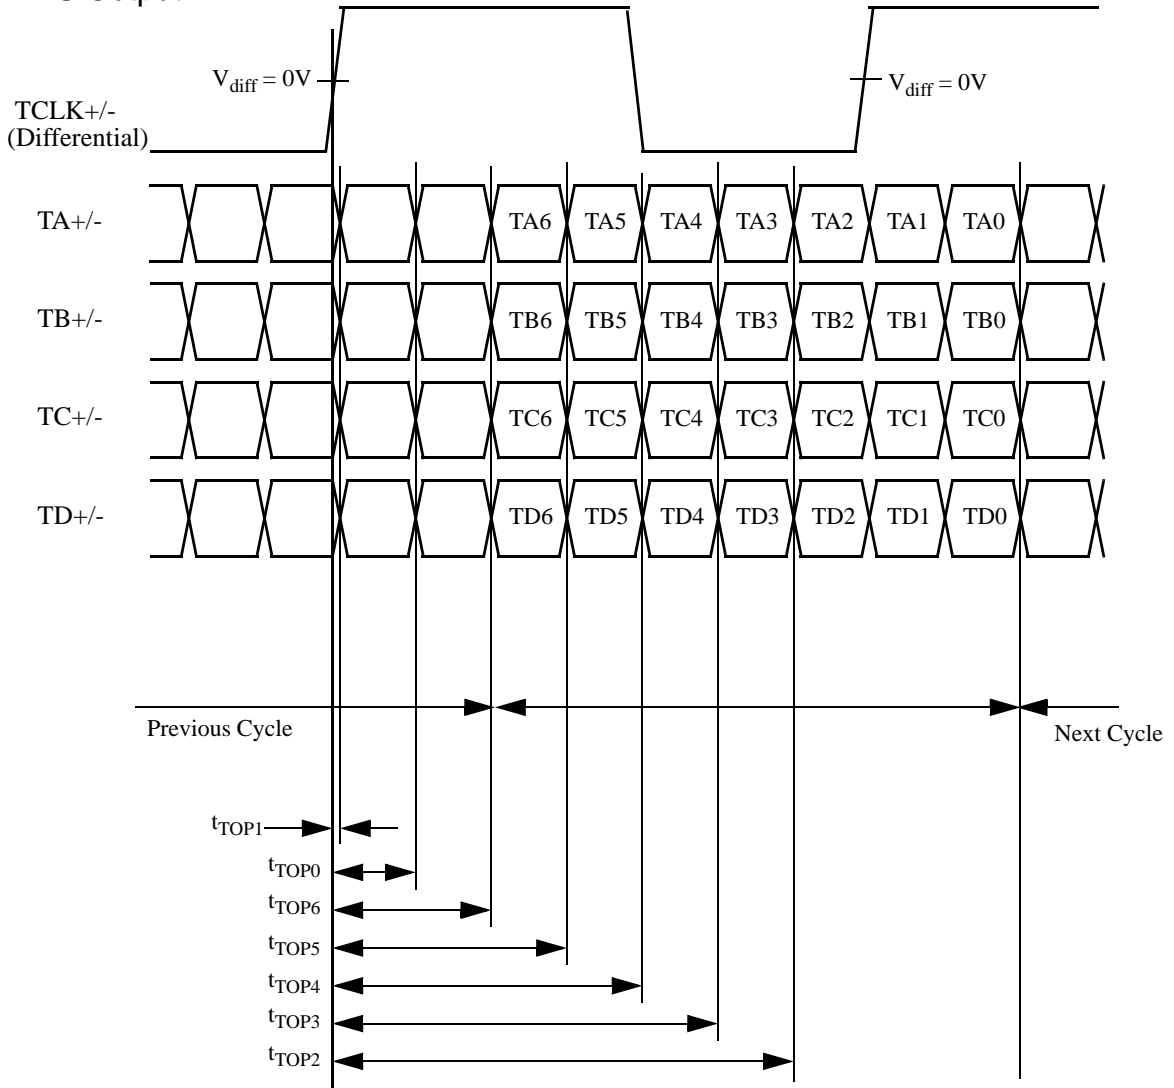 V_diff = 0V
V_diff = 0V
TCLK+/-
(Differential)
TA+/- TA6 TA5 TA4 TA3 TA2 TA1 TA0
TB+/- TB6 TB5 TB4 TB3 TB2 TB1 TB0
TC+/- TC6 TC5 TC4 TC3 TC2 TC1 TC0
TD+/- TD6 TD5 TD4 TD3 TD2 TD1 TD0
Previous Cycle
Next Cycle
t_TOP1
t_TOP0
t_TOP6
t_TOP5
t_TOP4
t_TOP3
t_TOP2